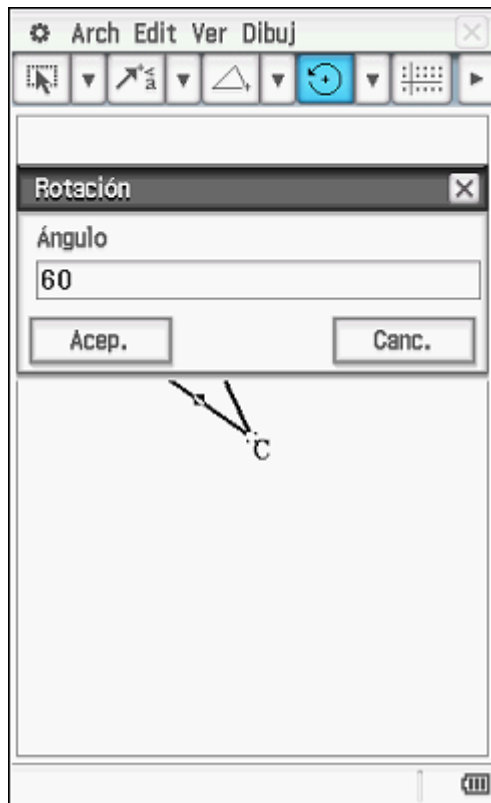 Arch Edit Ver Dibuj
Rotación
Ángulo
60
Acep. Canc.
C